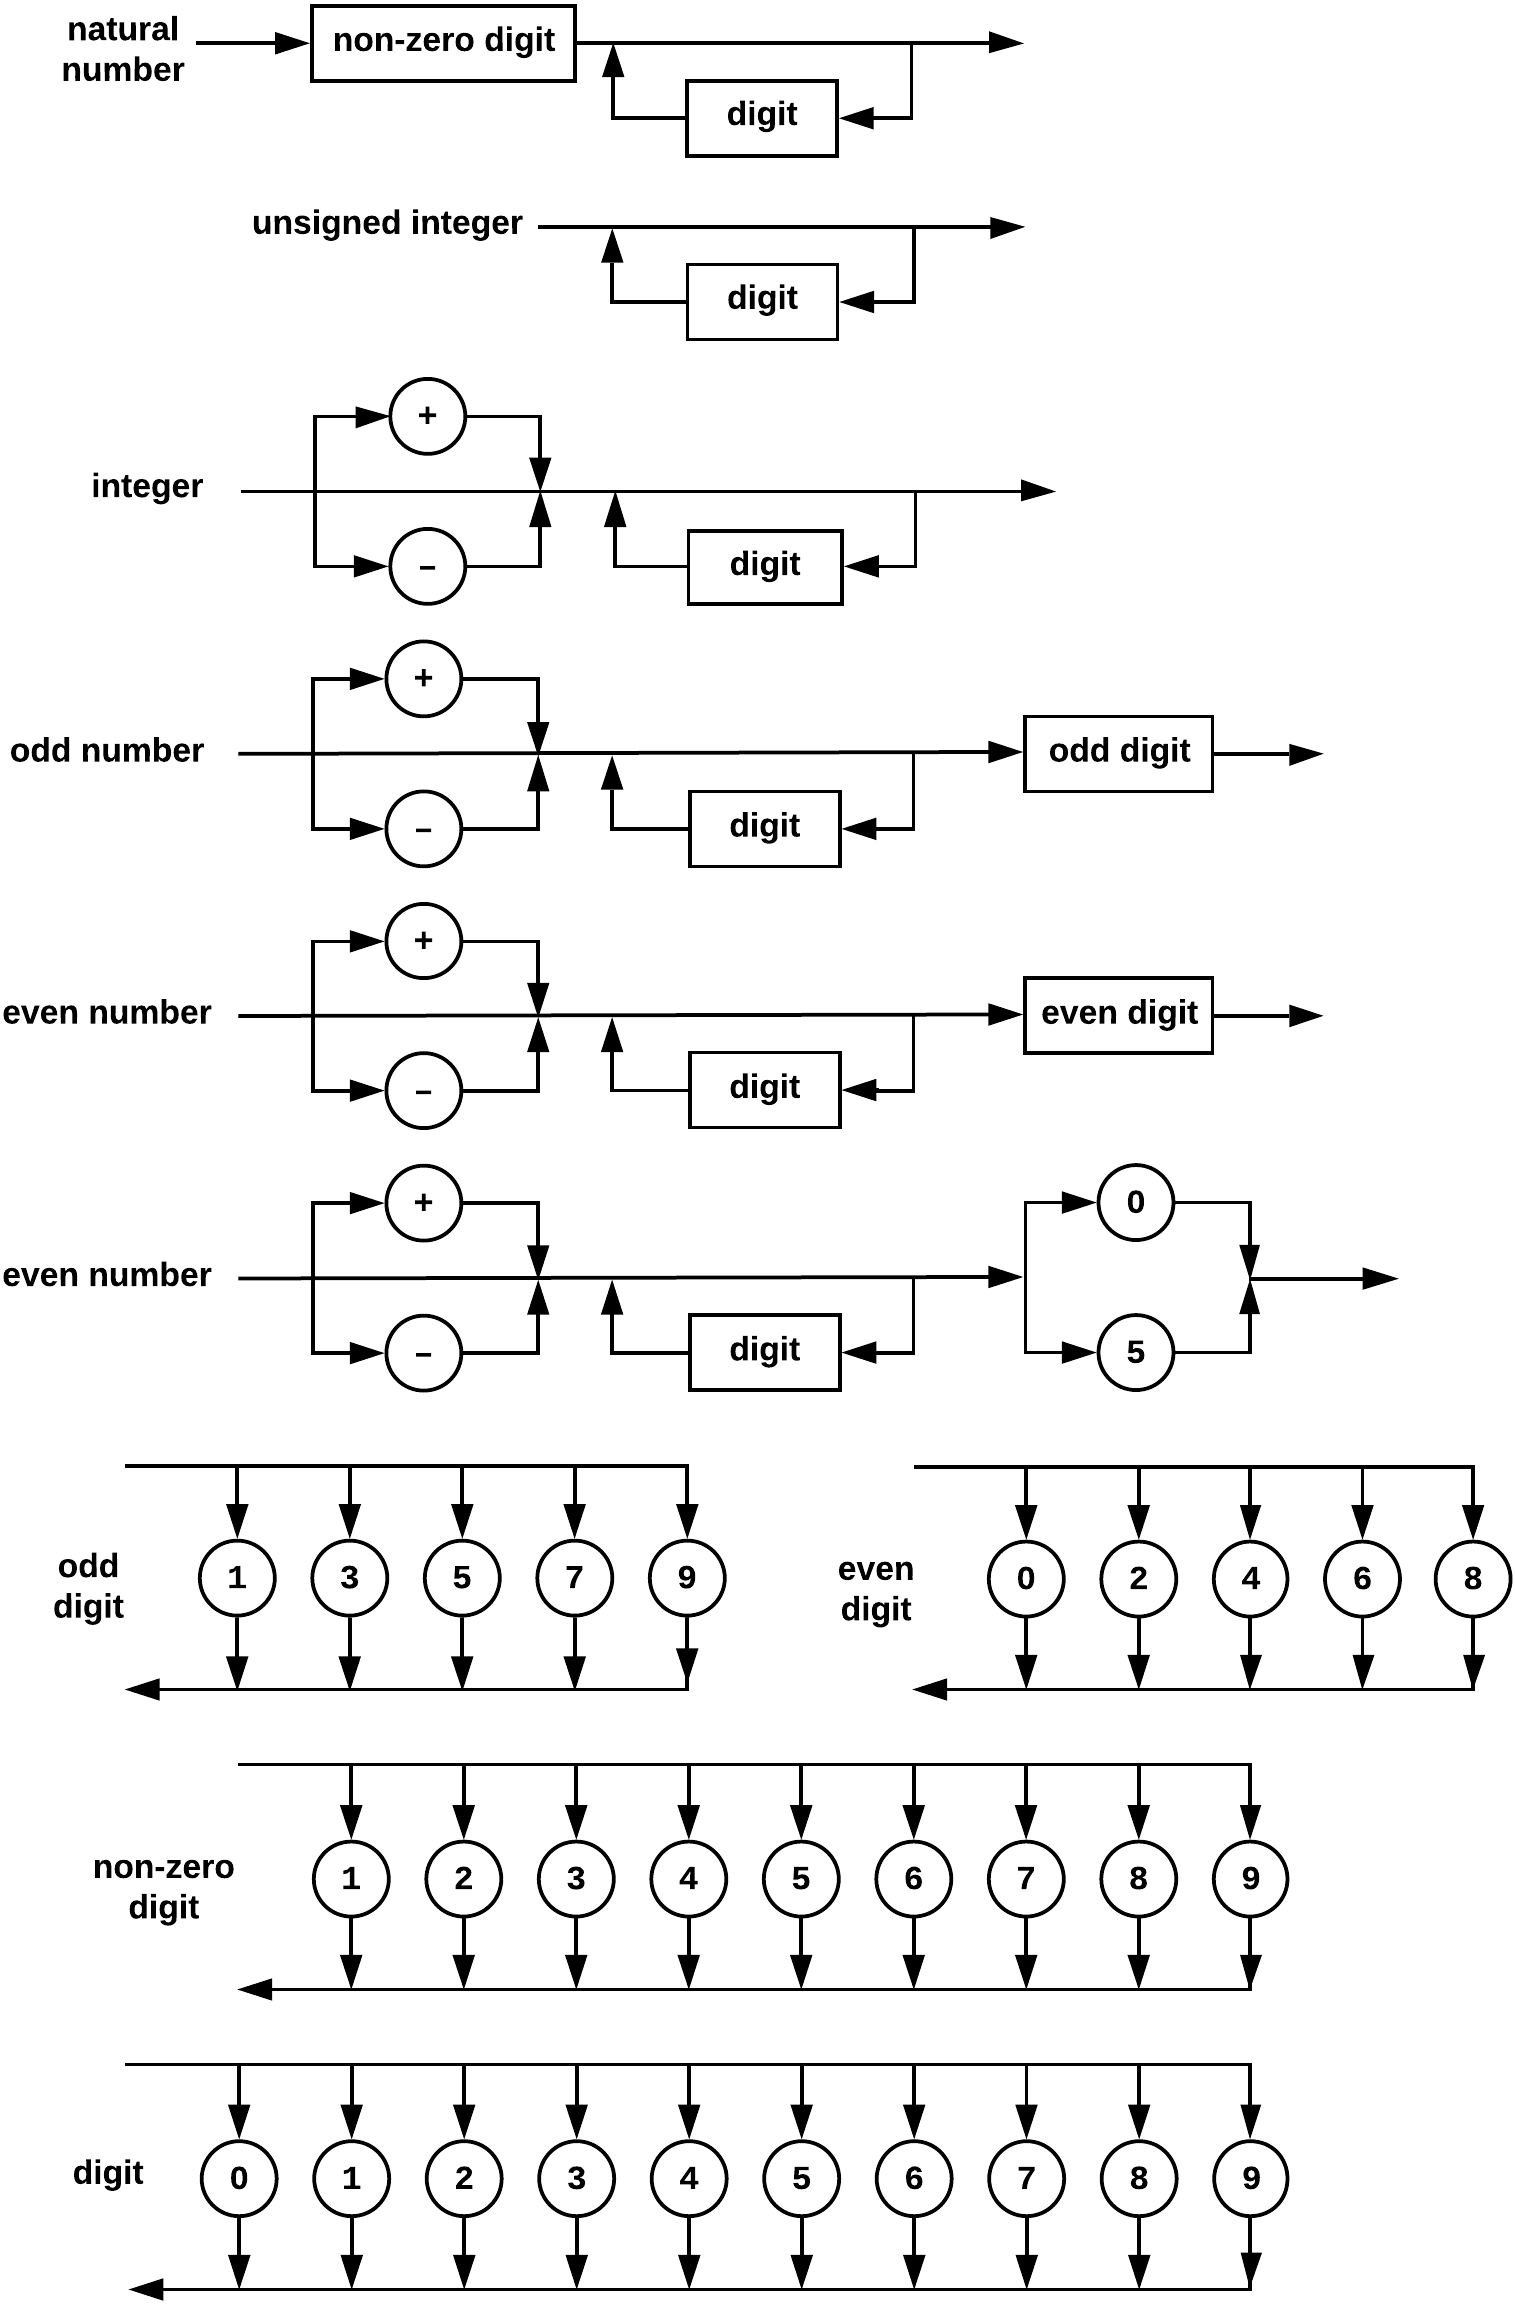 natural
number
non-zero digit
digit
unsigned integer
digit
+
integer
–
digit
+
odd number
odd digit
–
digit
+
even number
even digit
–
digit
+
0
even number
–
digit
5
odd
digit
1 3 5 7 9
even
digit
0 2 4 6 8
non-zero
digit
1 2 3 4 5 6 7 8 9
digit
0 1 2 3 4 5 6 7 8 9